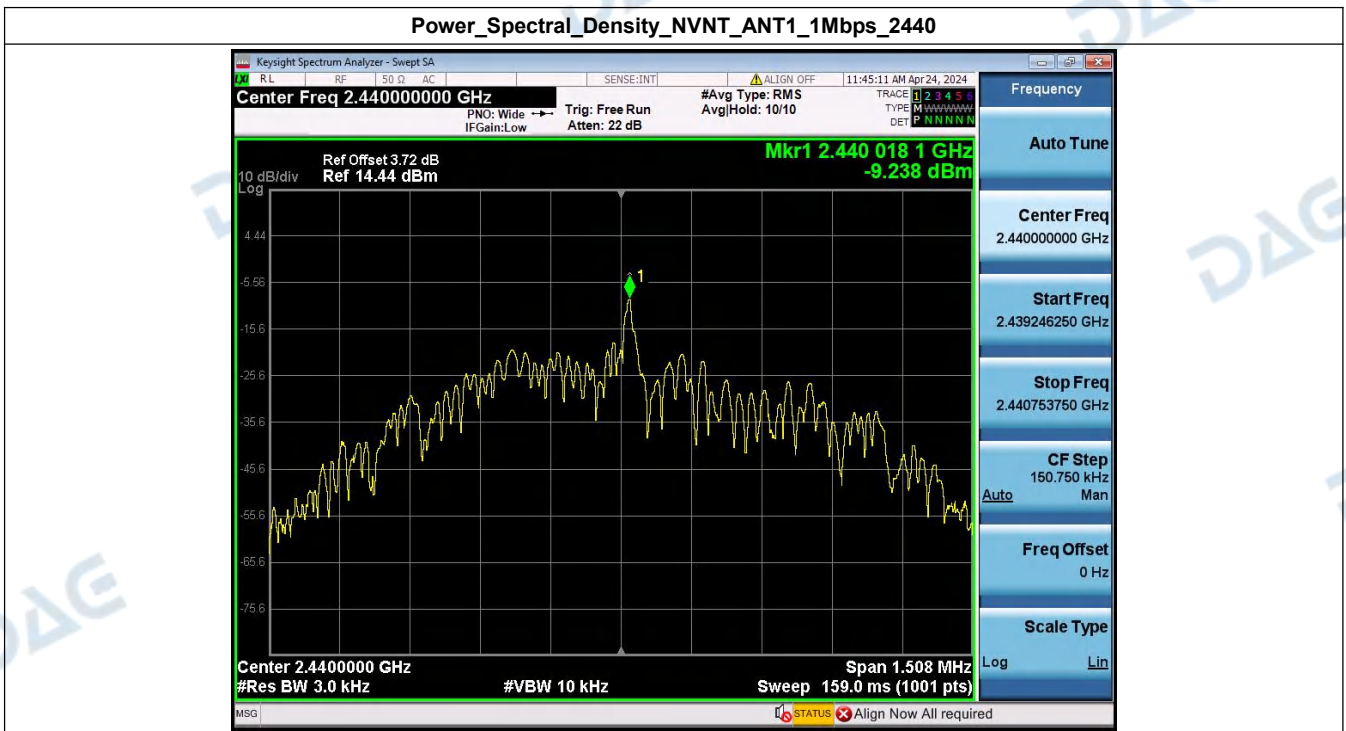 Power_Spectral_Density_NVNT_ANT1_1Mbps_2440
Keysight Spectrum Analyzer - Swept SA
LXI RL RF 50 Ω AC SENSE:INT ALIGN OFF 11:45:11 AM Apr 24, 2024
Center Freq 2.440000000 GHz
PNO: Wide
IFGain:Low
Trig: Free Run
Atten: 22 dB
#Avg Type: RMS
Avg|Hold: 10/10
TRACE 1 2 3 4 5 6
TYPE M WWWWW
DET P N N N N N
Mkr1 2.440 018 1 GHz
-9.238 dBm
Ref Offset 3.72 dB
10 dB/div Ref 14.44 dBm
Log
4.44
-5.56
-15.6
-25.6
-35.6
-45.6
-55.6
-65.6
-75.6
1
Center 2.4400000 GHz Span 1.508 MHz
#Res BW 3.0 kHz #VBW 10 kHz Sweep 159.0 ms (1001 pts)
MSG STATUS Align Now All required
Frequency
Auto Tune
Center Freq
2.440000000 GHz
Start Freq
2.439246250 GHz
Stop Freq
2.440753750 GHz
CF Step
150.750 kHz
Auto Man
Freq Offset
0 Hz
Scale Type
Log Lin
DAG
DAG
DAG